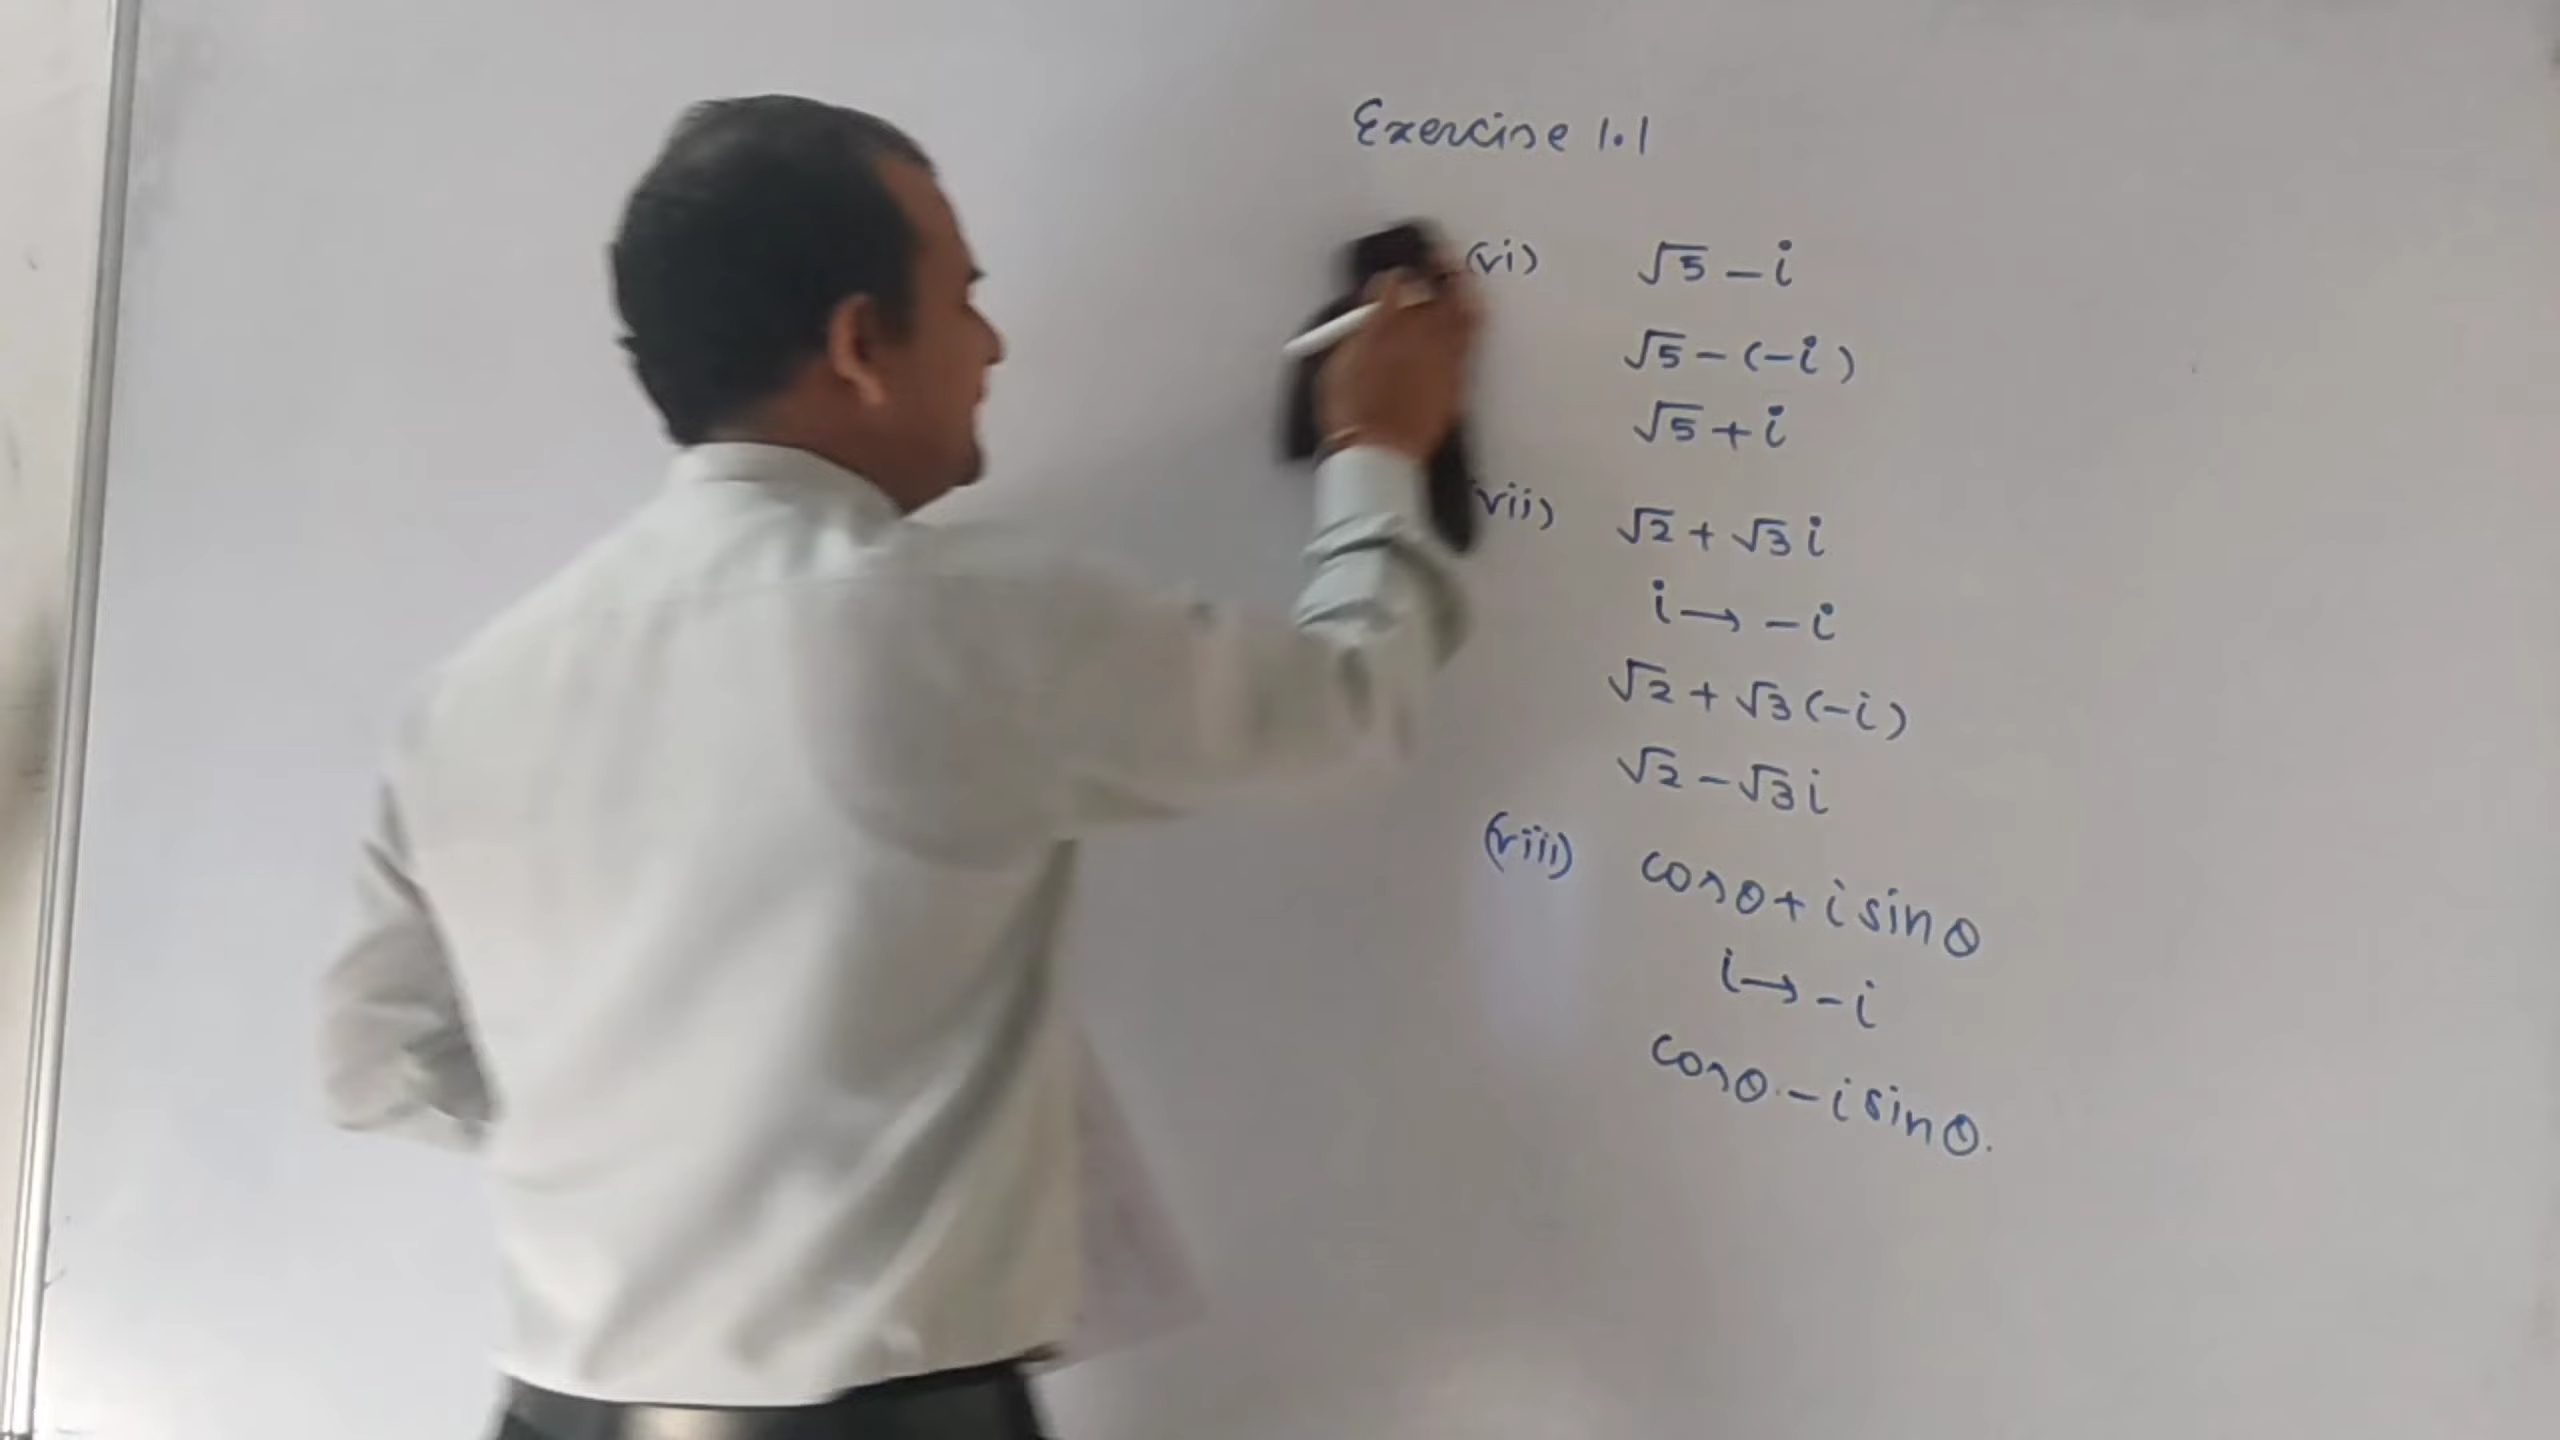 Exercise 1.1
(vi) √5 - i
√5 - (-i)
√5 + i
vii) √2 + √3 i
i → -i
√2 + √3 (-i)
√2 - √3 i
(viii) cosθ + i sinθ
i → -i
cosθ - i sinθ.